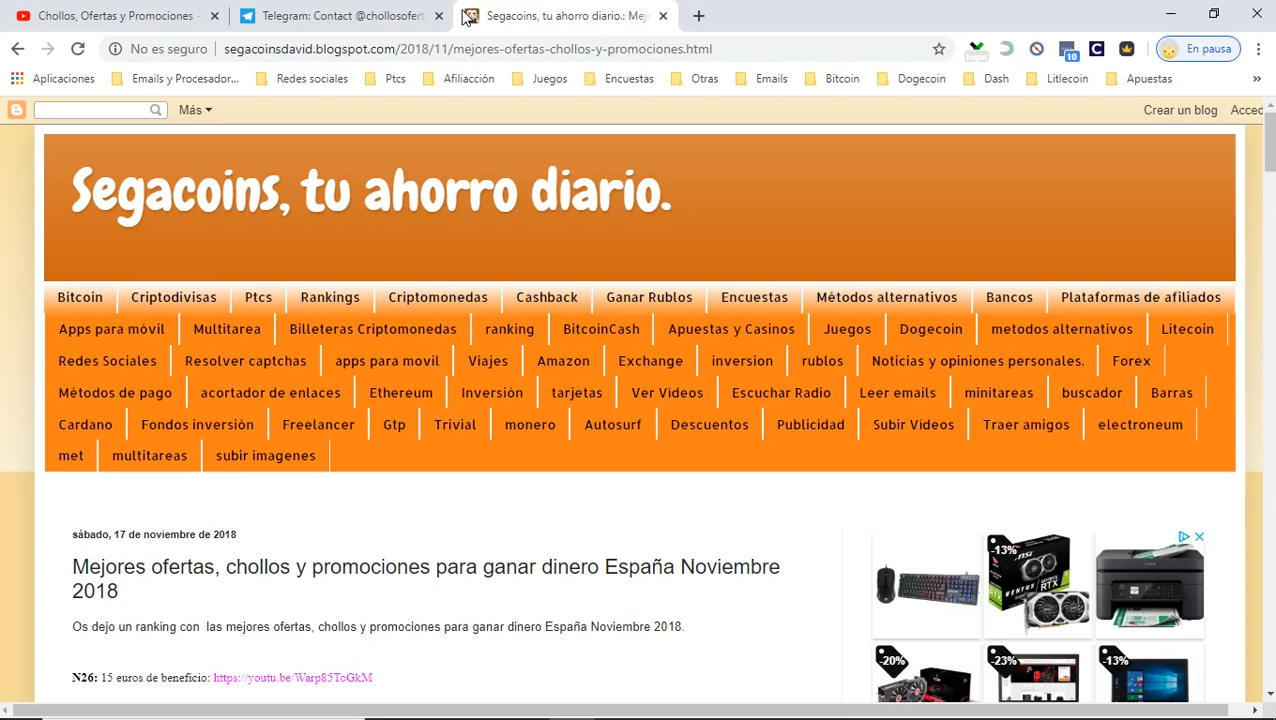 Chollos, Ofertas y Promociones -
Telegram: Contact @chollosofert
Segacoins, tu ahorro diario.: Mejo
En pausa
No es seguro
segacoinsdavid.blogspot.com/2018/11/mejores-ofertas-chollos-y-promociones.html
10
Aplicaciones
Emails y Procesador...
Redes sociales
Ptcs
Afiliacción
Juegos
Encuestas
Otras
Emails
Bitcoin
Dogecoin
Dash
Litlecoin
Apuestas
»
Más
Crear un blog
Acced
Segacoins, tu ahorro diario.
Bitcoin Criptodivisas Ptcs Rankings Criptomonedas Cashback Ganar Rublos Encuestas Métodos alternativos Bancos Plataformas de afiliados
Apps para móvil Multitarea Billeteras Criptomonedas ranking BitcoinCash Apuestas y Casinos Juegos Dogecoin metodos alternativos Litecoin
Redes Sociales Resolver captchas apps para movil Viajes Amazon Exchange inversion rublos Noticias y opiniones personales. Forex
Métodos de pago acortador de enlaces Ethereum Inversión tarjetas Ver Vídeos Escuchar Radio Leer emails minitareas buscador Barras
Cardano Fondos inversión Freelancer Gtp Trivial monero Autosurf Descuentos Publicidad Subir Vídeos Traer amigos electroneum
met multitareas subir imagenes
sábado, 17 de noviembre de 2018
Mejores ofertas, chollos y promociones para ganar dinero España Noviembre
2018
Os dejo un ranking con las mejores ofertas, chollos y promociones para ganar dinero España Noviembre 2018.
N26: 15 euros de beneficio: https://youtu.be/Warp85ToGkM
-13%
-20%
-23%
-13%